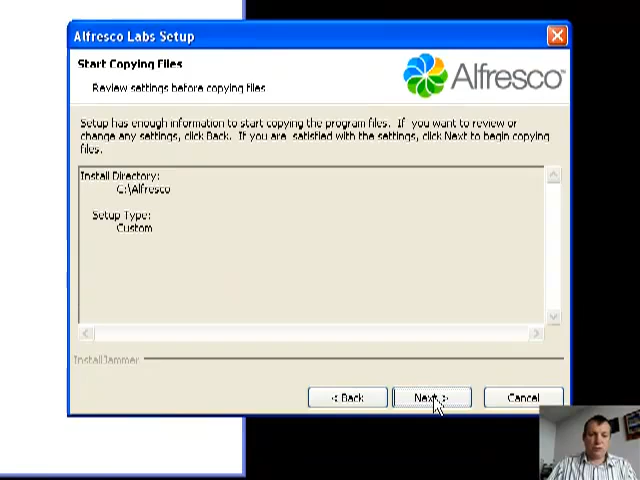 Alfresco Labs Setup
Start Copying Files
Review settings before copying files
Alfresco™
Setup has enough information to start copying the program files. If you want to review or
change any settings, click Back. If you are satisfied with the settings, click Next to begin copying
files.
Install Directory:
C:\Alfresco
Setup Type:
Custom
InstallJammer
< Back
Next >
Cancel